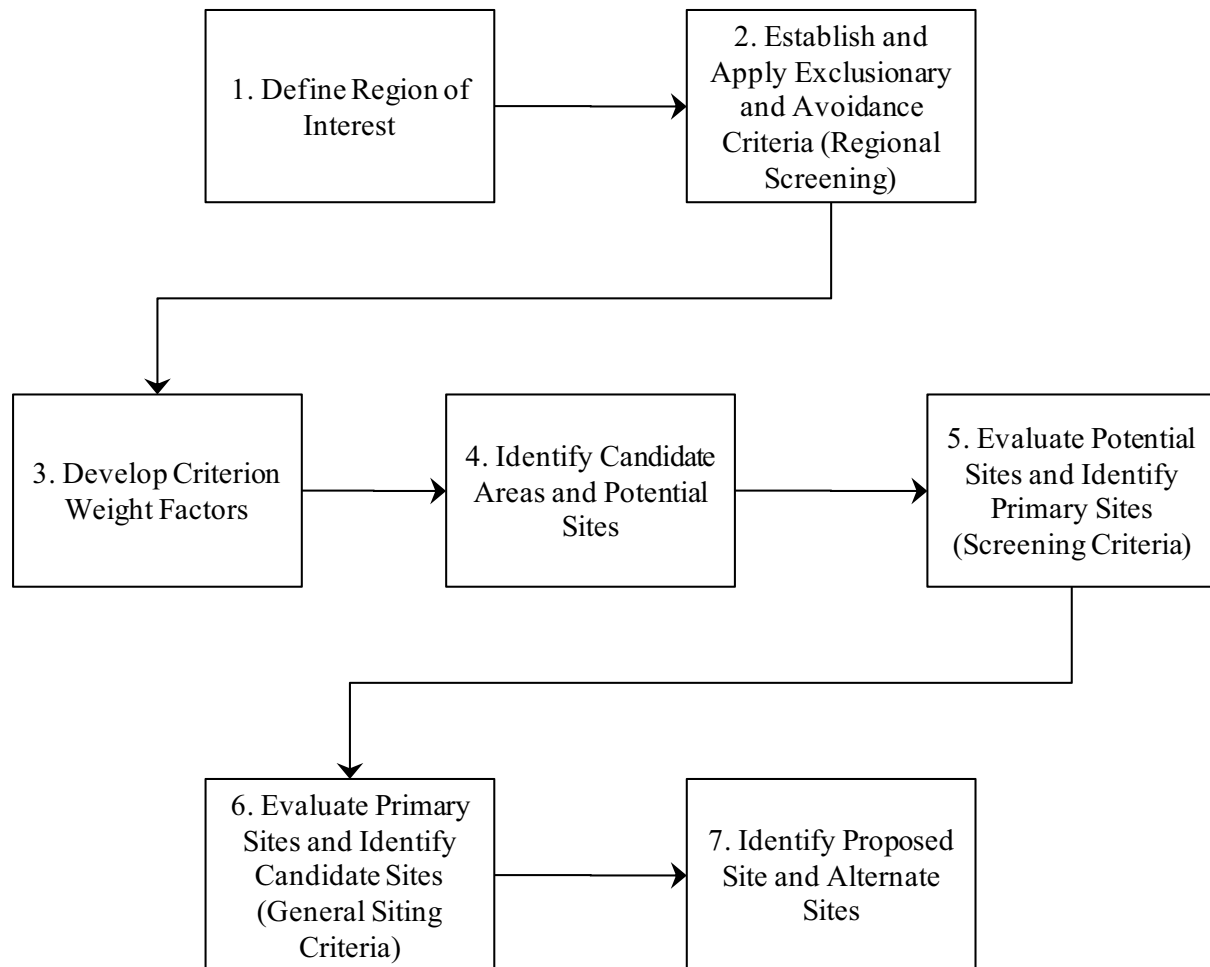 1. Define Region of
Interest
2. Establish and
Apply Exclusionary
and Avoidance
Criteria (Regional
Screening)
3. Develop Criterion
Weight Factors
4. Identify Candidate
Areas and Potential
Sites
5. Evaluate Potential
Sites and Identify
Primary Sites
(Screening Criteria)
6. Evaluate Primary
Sites and Identify
Candidate Sites
(General Siting
Criteria)
7. Identify Proposed
Site and Alternate
Sites